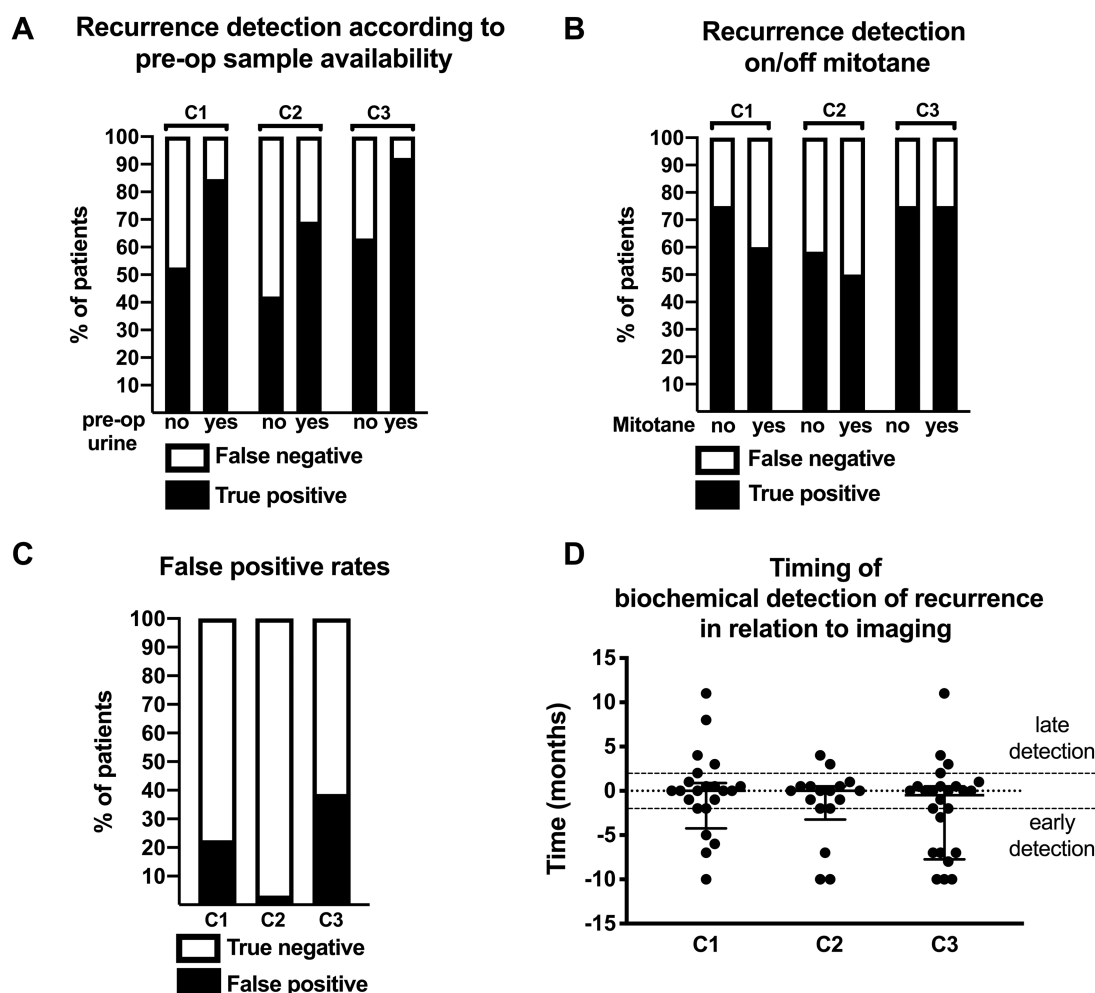 A
Recurrence detection according to
pre-op sample availability
C1 C2 C3
100
90
80
70
60
50
40
30
20
10
% of patients
pre-op
urine
no yes no yes no yes
False negative
True positive
B
Recurrence detection
on/off mitotane
C1 C2 C3
100
90
80
70
60
50
40
30
20
10
% of patients
Mitotane no yes no yes no yes
False negative
True positive
C
False positive rates
100
90
80
70
60
50
40
30
20
10
% of patients
C1 C2 C3
True negative
False positive
D
Timing of
biochemical detection of recurrence
in relation to imaging
15
10
5
0
-5
-10
-15
Time (months)
late
detection
early
detection
C1 C2 C3